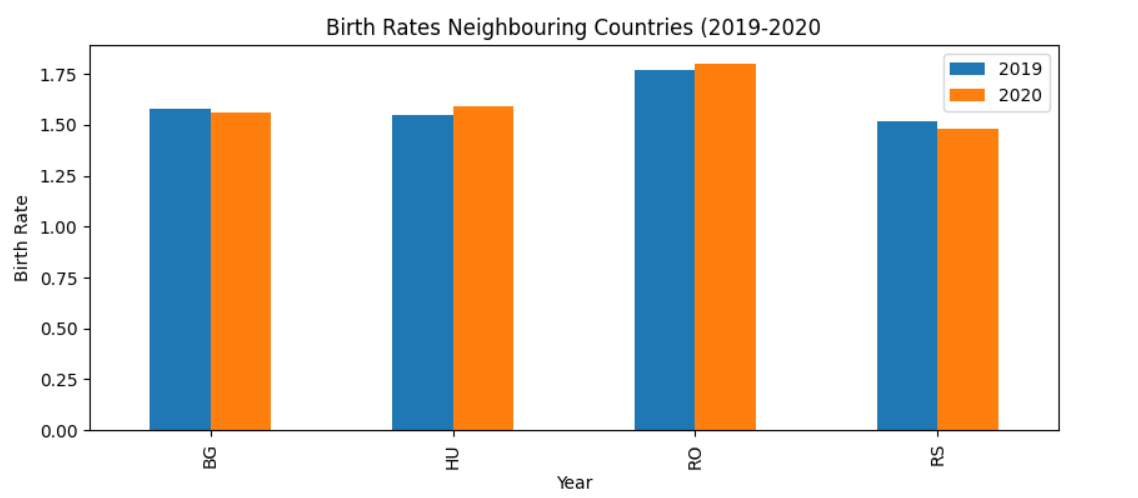 Birth Rates Neighbouring Countries (2019-2020
1.75
1.50
1.25
1.00
0.75
0.50
0.25
0.00
Birth Rate
2019
2020
BG
HU
RO
RS
Year